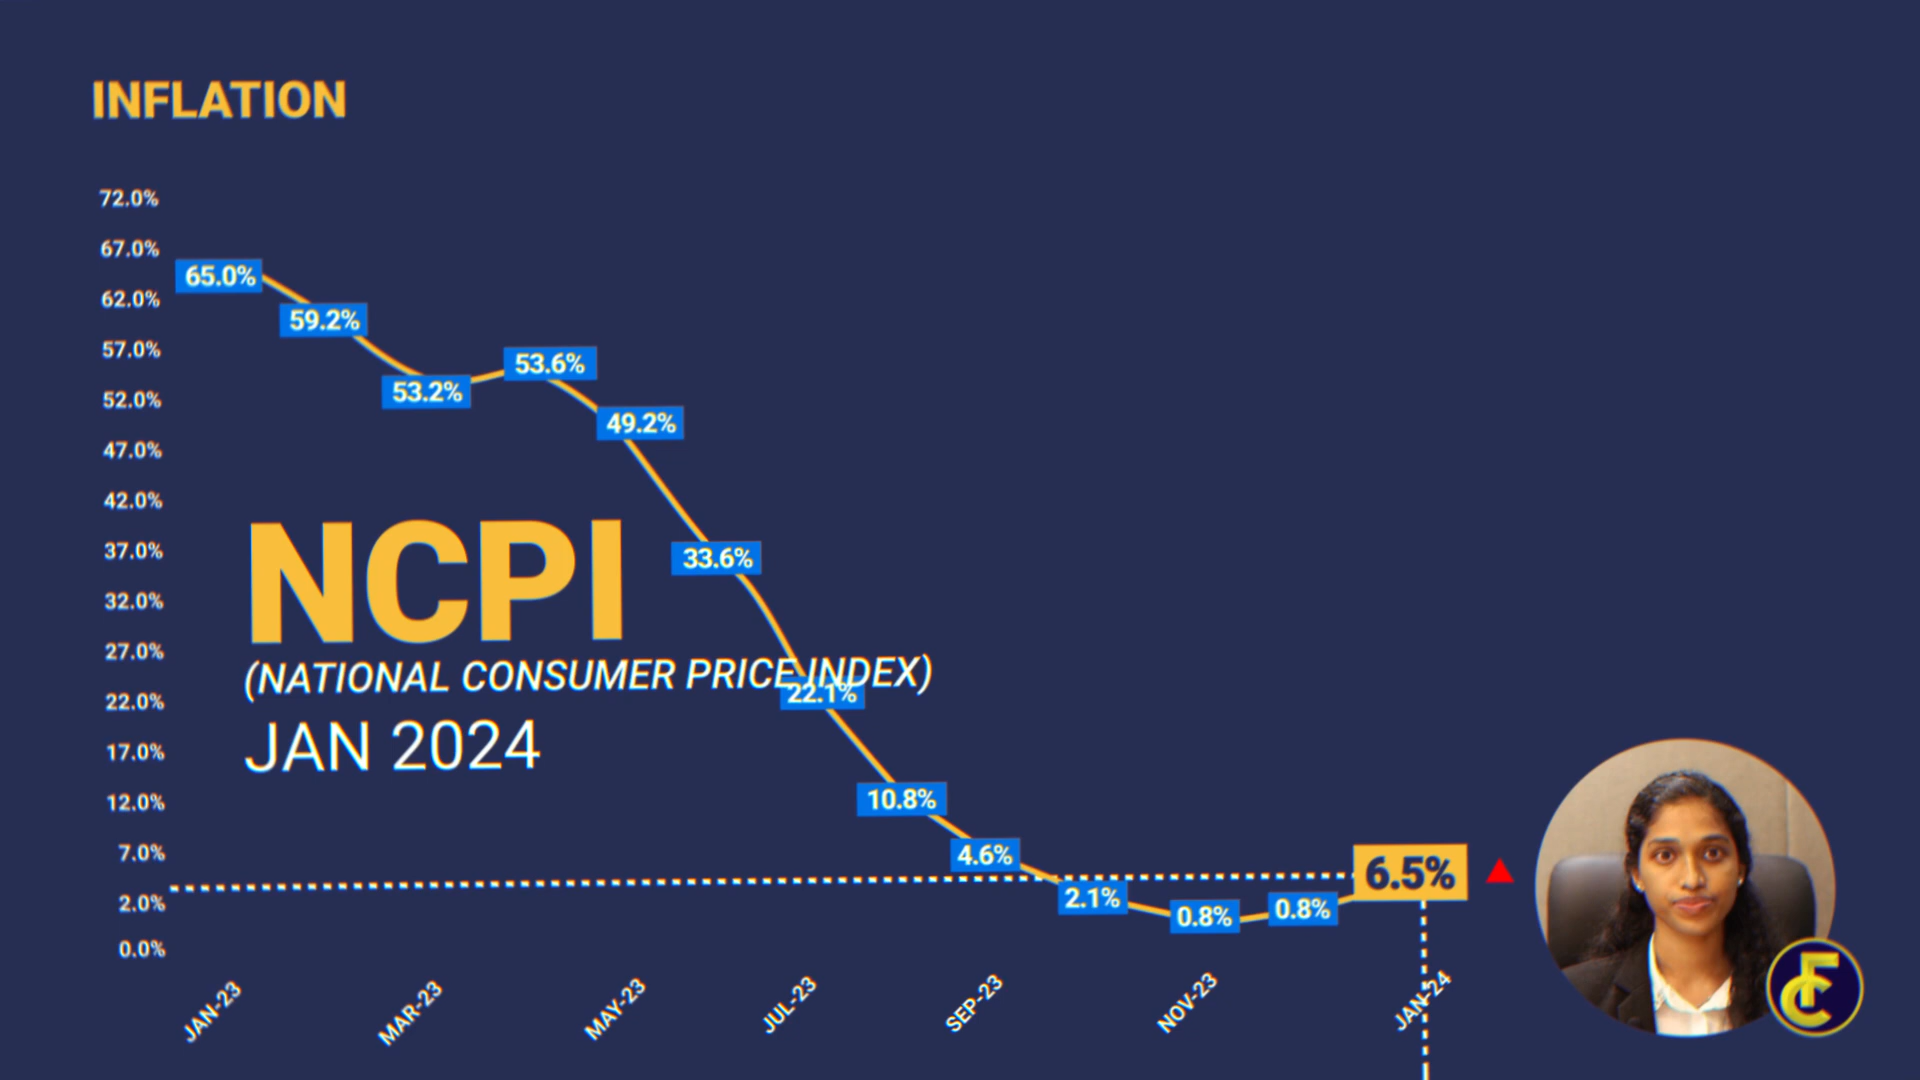 INFLATION
72.0%
67.0%
65.0%
62.0%
59.2%
57.0%
53.6%
53.2%
52.0%
49.2%
47.0%
42.0%
NCPI
37.0%
33.6%
32.0%
27.0%
(NATIONAL CONSUMER PRICE INDEX)
22.1%
22.0%
JAN 2024
17.0%
12.0%
10.8%
7.0%
4.6%
6.5%
2.0%
2.1%
0.8%
0.8%
0.0%
JAN-23
MAR-23
MAY-23
JUL-23
SEP-23
NOV-23
JAN-24
FC